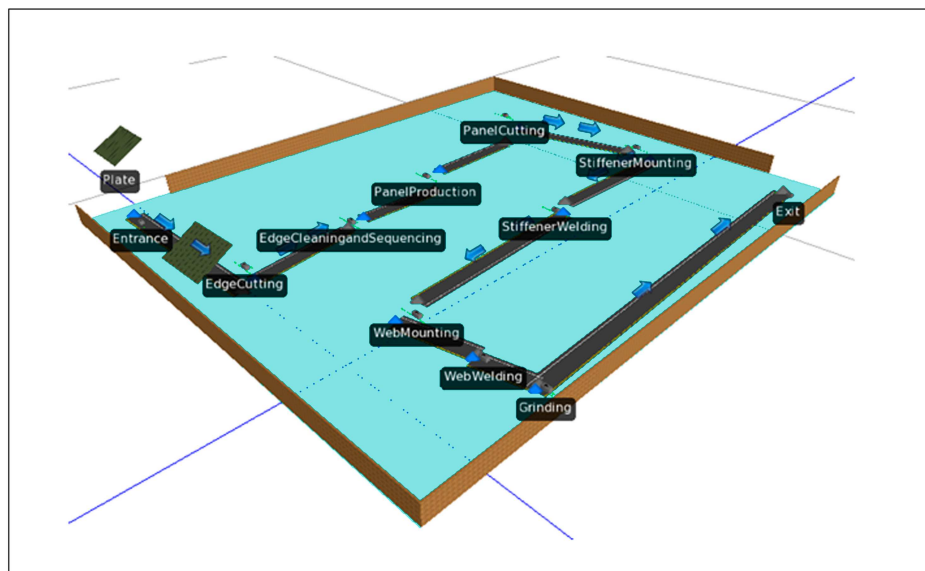 PanelCutting
StiffenerMounting
Plate
PanelProduction
Exit
Entrance
EdgeCleaningandSequencing
StiffenerWelding
EdgeCutting
WebMounting
WebWelding
Grinding